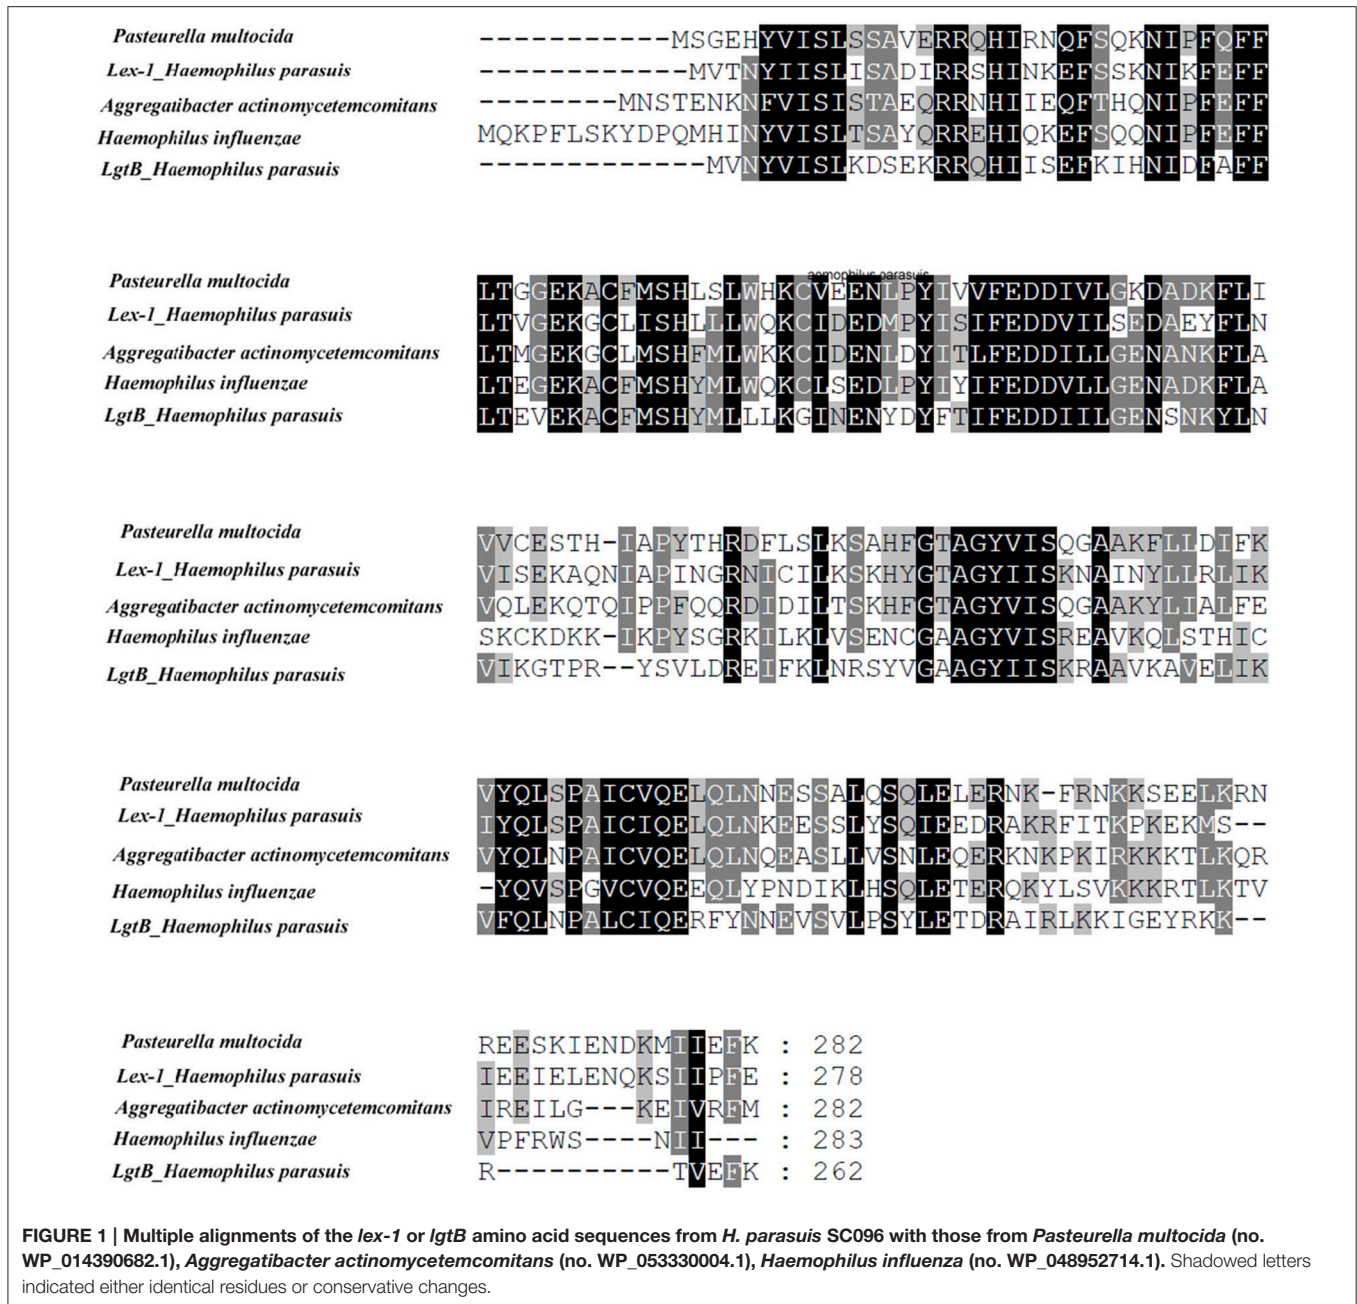 Pasteurella multocida -----------MSGEHYVISLSSAVERRQHIRNQFSQKNIPFQFF
Lex-1_Haemophilus parasuis ------------MVTNYIISLISADIRRSHINKEFSSKNIKFEFF
Aggregatibacter actinomycetemcomitans --------MNSTENKNFVISISTAEQRRNHIIEQFTHQNIPFEFF
Haemophilus influenzae MQKPFLSKYDPQMHINYVISLTSAYQRREHIQKEFSQQNIPFEFF
LgtB_Haemophilus parasuis -------------MVNYVISLKDSEKRRQHIISEFKIHNIDFAFF
aemophilus parasuis
Pasteurella multocida LTGGEKACFMSHLSLWHKCVEENLPYIVVFEDDIVLGKDADKFLI
Lex-1_Haemophilus parasuis LTVGEKGCLISHLLLWQKCIDEDMPYISIFEDDVILSEDAEYFLN
Aggregatibacter actinomycetemcomitans LTMGEKGCLMSHFMLWKKCIDENLDYITLFEDDILLGENANKFLA
Haemophilus influenzae LTEGEKACFMSHYMLWQKCLSEDLPYIYIFEDDVLLGENADKFLA
LgtB_Haemophilus parasuis LTEVEKACFMSHYMLLLKGINENYDYFTIFEDDIILGENSNKYLN
Pasteurella multocida VVCESTH-IAPYTHRDFLSLKSAHFGTAGYVISQGAAKFLLDIFK
Lex-1_Haemophilus parasuis VISEKAQNIAPINGRNICILKSKHYGTAGYIISKNAINYLLRLIK
Aggregatibacter actinomycetemcomitans VQLEKQTQIPPFQQRDIDILTSKHFGTAGYVISQGAAKYLIALFE
Haemophilus influenzae SKCKDKK-IKPYSGRKILKLVSENCGAAGYVISREAVKQLSTHIC
LgtB_Haemophilus parasuis VIKGTPR--YSVLDREIFKLNRSYVGAAGYIISKRAAVKAVELIK
Pasteurella multocida VYQLSPAICVQELQLNNESSALQSQLELERNK-FRNKKSEELKRN
Lex-1_Haemophilus parasuis IYQLSPAICIQELQLNKEESSLYSQIEEDRAKRFITKPKEKMS--
Aggregatibacter actinomycetemcomitans VYQLNPAICVQELQLNQEASLLVSNLEQERKNKPKIRKKKTLKQR
Haemophilus influenzae -YQVSPGVCVQEEQLYPNDIKLHSQLETERQKYLSVKKKRTLKTV
LgtB_Haemophilus parasuis VFQLNPALCIQERFYNNEVSVLPSYLETDRAIRLKKIGEYRKK--
Pasteurella multocida REESKIENDKMIIEFK : 282
Lex-1_Haemophilus parasuis IEEIELENQKSIIPFE : 278
Aggregatibacter actinomycetemcomitans IREILG---KEIVRFM : 282
Haemophilus influenzae VPFRWS----NII--- : 283
LgtB_Haemophilus parasuis R----------TVEFK : 262
FIGURE 1 | Multiple alignments of the lex-1 or lgtB amino acid sequences from H. parasuis SC096 with those from Pasteurella multocida (no.
WP_014390682.1), Aggregatibacter actinomycetemcomitans (no. WP_053330004.1), Haemophilus influenza (no. WP_048952714.1). Shadowed letters
indicated either identical residues or conservative changes.